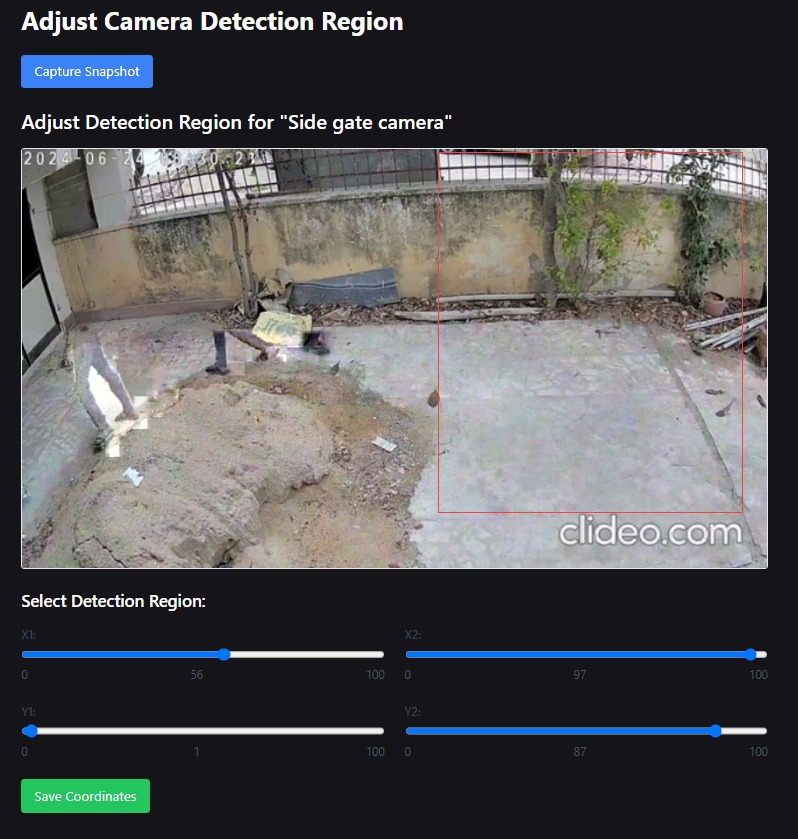 Adjust Camera Detection Region
Capture Snapshot
Adjust Detection Region for "Side gate camera"
2024-06-24
clideo.com
Select Detection Region:
X1: X2:
0 56 100 0 97 100
Y1: Y2:
0 1 100 0 87 100
Save Coordinates